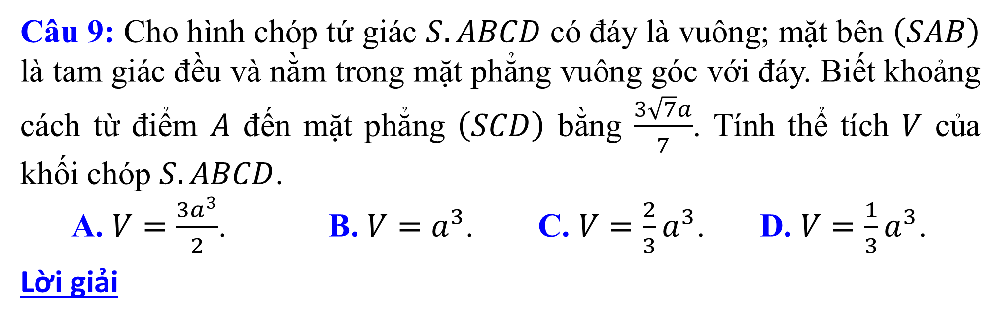 Câu 9: Cho hình chóp tứ giác S.ABCD có đáy là vuông; mặt bên (SAB)
là tam giác đều và nằm trong mặt phẳng vuông góc với đáy. Biết khoảng
cách từ điểm A đến mặt phẳng (SCD) bằng \frac{3\sqrt{7}a}{7}. Tính thể tích V của
khối chóp S.ABCD.
A. V = \frac{3a^3}{2}. B. V = a^3. C. V = \frac{2}{3}a^3. D. V = \frac{1}{3}a^3.
Lời giải